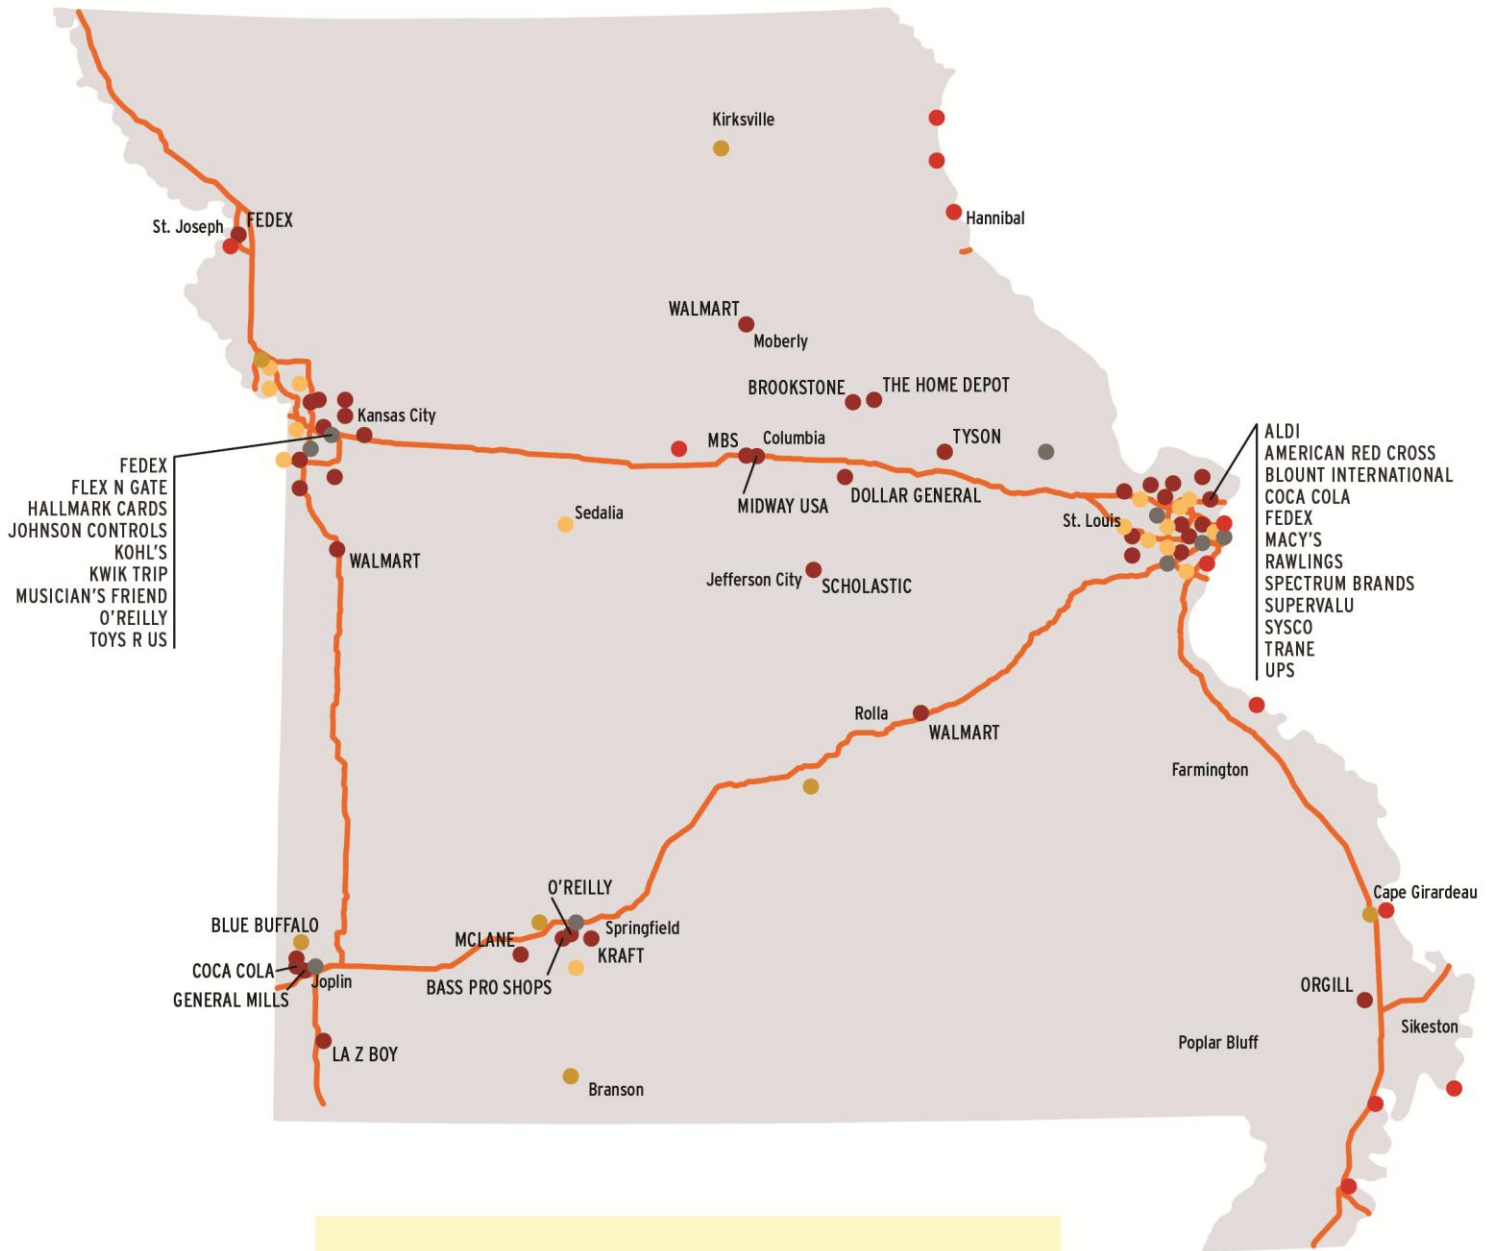 Kirksville
St. Joseph
FEDEX
Hannibal
WALMART
Moberly
BROOKSTONE
THE HOME DEPOT
Kansas City
MBS
Columbia
TYSON
MIDWAY USA
DOLLAR GENERAL
FEDEX
FLEX N GATE
HALLMARK CARDS
JOHNSON CONTROLS
KOHL'S
KWIK TRIP
MUSICIAN'S FRIEND
O'REILLY
TOYS R US
ALDI
AMERICAN RED CROSS
BLOUNT INTERNATIONAL
COCA COLA
FEDEX
MACY'S
RAWLINGS
SPECTRUM BRANDS
SUPERVALU
SYSCO
TRANE
UPS
St. Louis
Sedalia
WALMART
Jefferson City
SCHOLASTIC
Rolla
WALMART
Farmington
O'REILLY
Cape Girardeau
BLUE BUFFALO
MCLANE
Springfield
KRAFT
COCA COLA
Joplin
BASS PRO SHOPS
GENERAL MILLS
ORGILL
Sikeston
LA Z BOY
Poplar Bluff
Branson